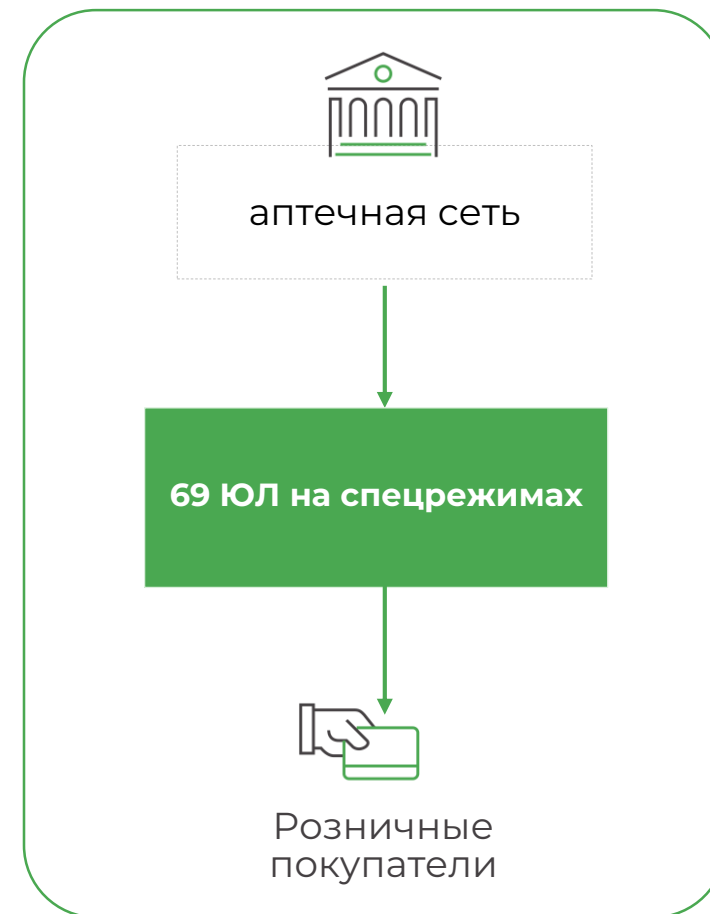 аптечная сеть
69 ЮЛ на спецрежимах
Розничные
покупатели